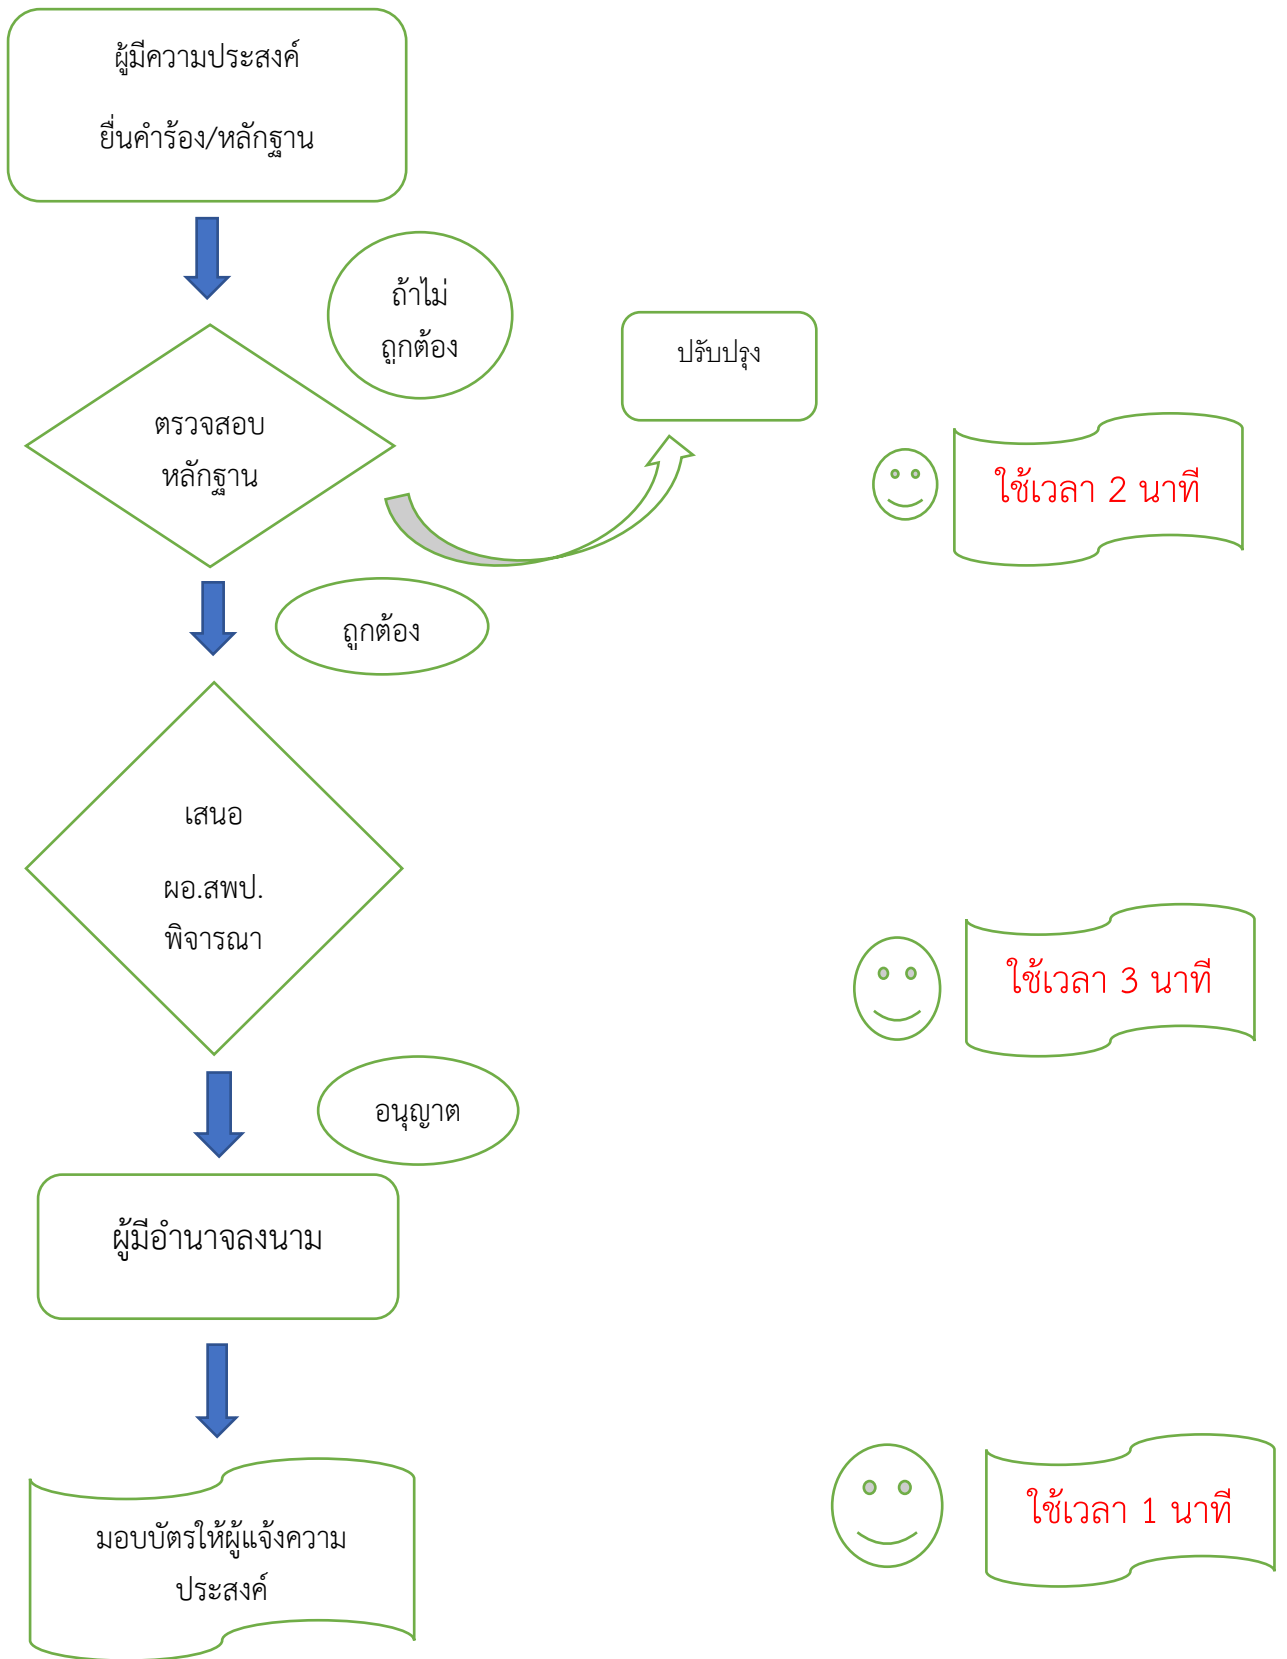 ผู้มีความประสงค์
ยื่นคำร้อง/หลักฐาน
ถ้าไม่
ถูกต้อง
ปรับปรุง
ตรวจสอบ
หลักฐาน
ใช้เวลา 2 นาที
ถูกต้อง
เสนอ
ผอ.สพป.
พิจารณา
ใช้เวลา 3 นาที
อนุญาต
ผู้มีอำนาจลงนาม
ใช้เวลา 1 นาที
มอบบัตรให้ผู้แจ้งความ
ประสงค์